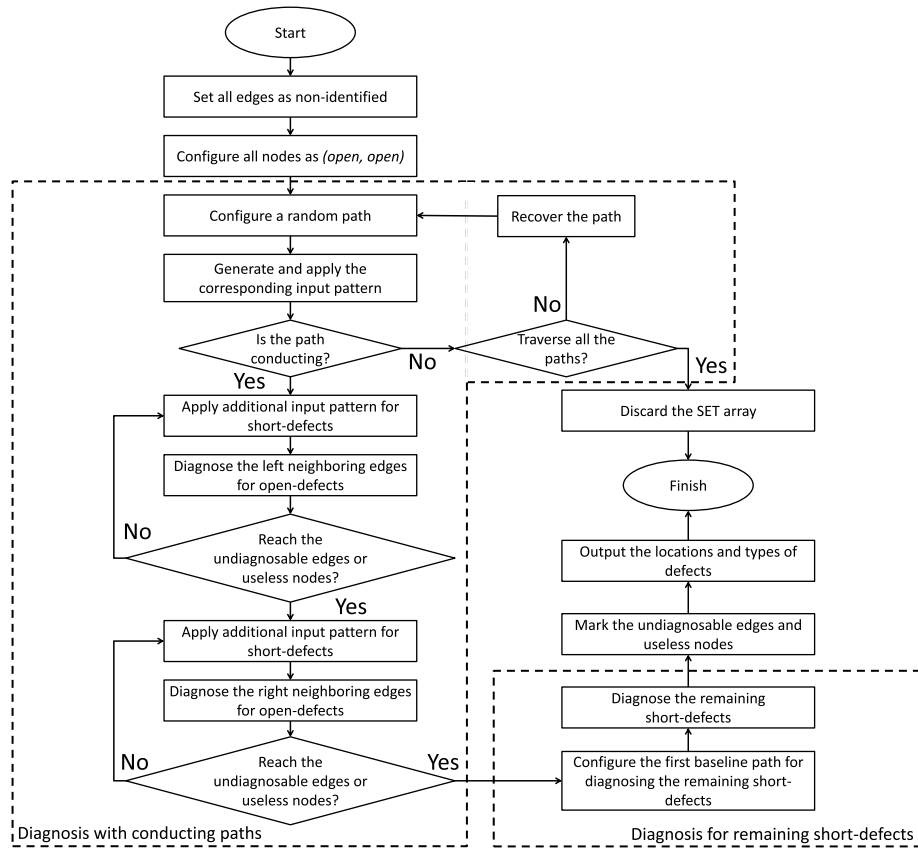 Start
Set all edges as non-identified
Configure all nodes as (open, open)
Configure a random path
Recover the path
Generate and apply the
corresponding input pattern
No
Is the path
conducting?
No
Traverse all the
paths?
Yes
Yes
Apply additional input pattern for
short-defects
Discard the SET array
Diagnose the left neighboring edges
for open-defects
Finish
No
Reach the
undiagnosable edges or
useless nodes?
Output the locations and types of
defects
Yes
Apply additional input pattern for
short-defects
Mark the undiagnosable edges and
useless nodes
Diagnose the right neighboring edges
for open-defects
Diagnose the remaining
short-defects
No
Reach the
undiagnosable edges or
useless nodes?
Yes
Configure the first baseline path for
diagnosing the remaining short-
defects
Diagnosis with conducting paths
Diagnosis for remaining short-defects